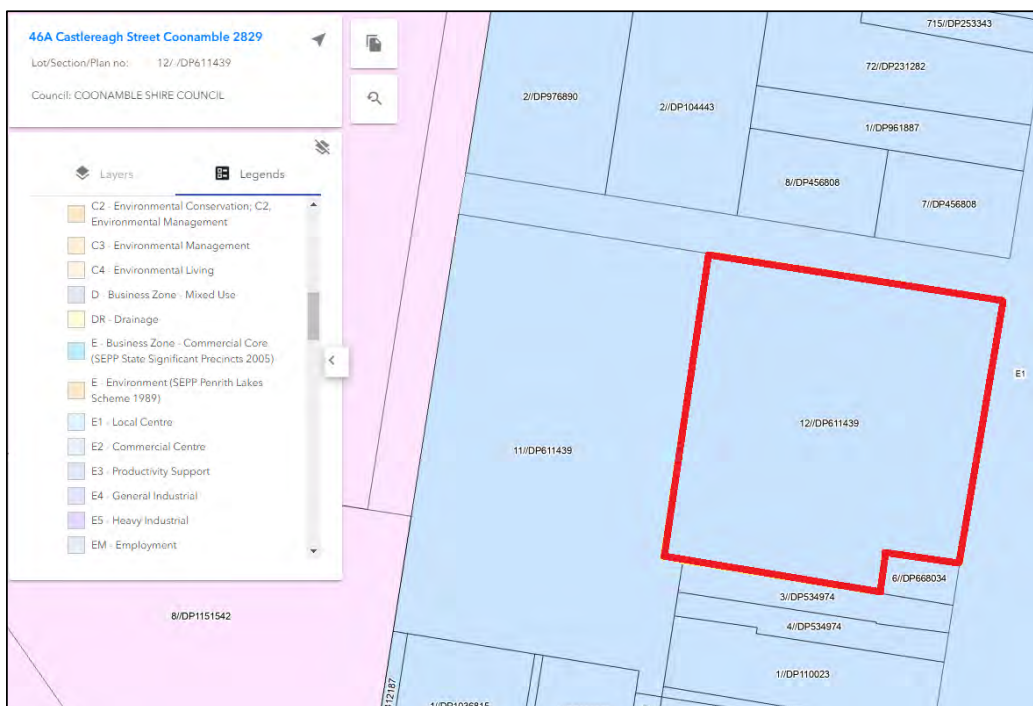 46A Castlereagh Street Coonamble 2829
Lot/Section/Plan no: 12/ /DP611439
Council: COONAMBLE SHIRE COUNCIL
Layers
Legends
C2 - Environmental Conservation; C2,
Environmental Management
C3 - Environmental Management
C4 - Environmental Living
D - Business Zone - Mixed Use
DR - Drainage
E - Business Zone - Commercial Core
(SEPP State Significant Precincts 2005)
E - Environment (SEPP Penrith Lakes
Scheme 1989)
E1 - Local Centre
E2 - Commercial Centre
E3 - Productivity Support
E4 - General Industrial
E5 - Heavy Industrial
EM - Employment
715//DP253343
72//DP231282
2//DP976890
2//DP104443
1//DP961887
8//DP456808
7//DP456808
E1
12//DP611439
11//DP611439
6//DP668034
3//DP534974
8//DP1151542
4//DP534974
1//DP110023
1//DP1036815